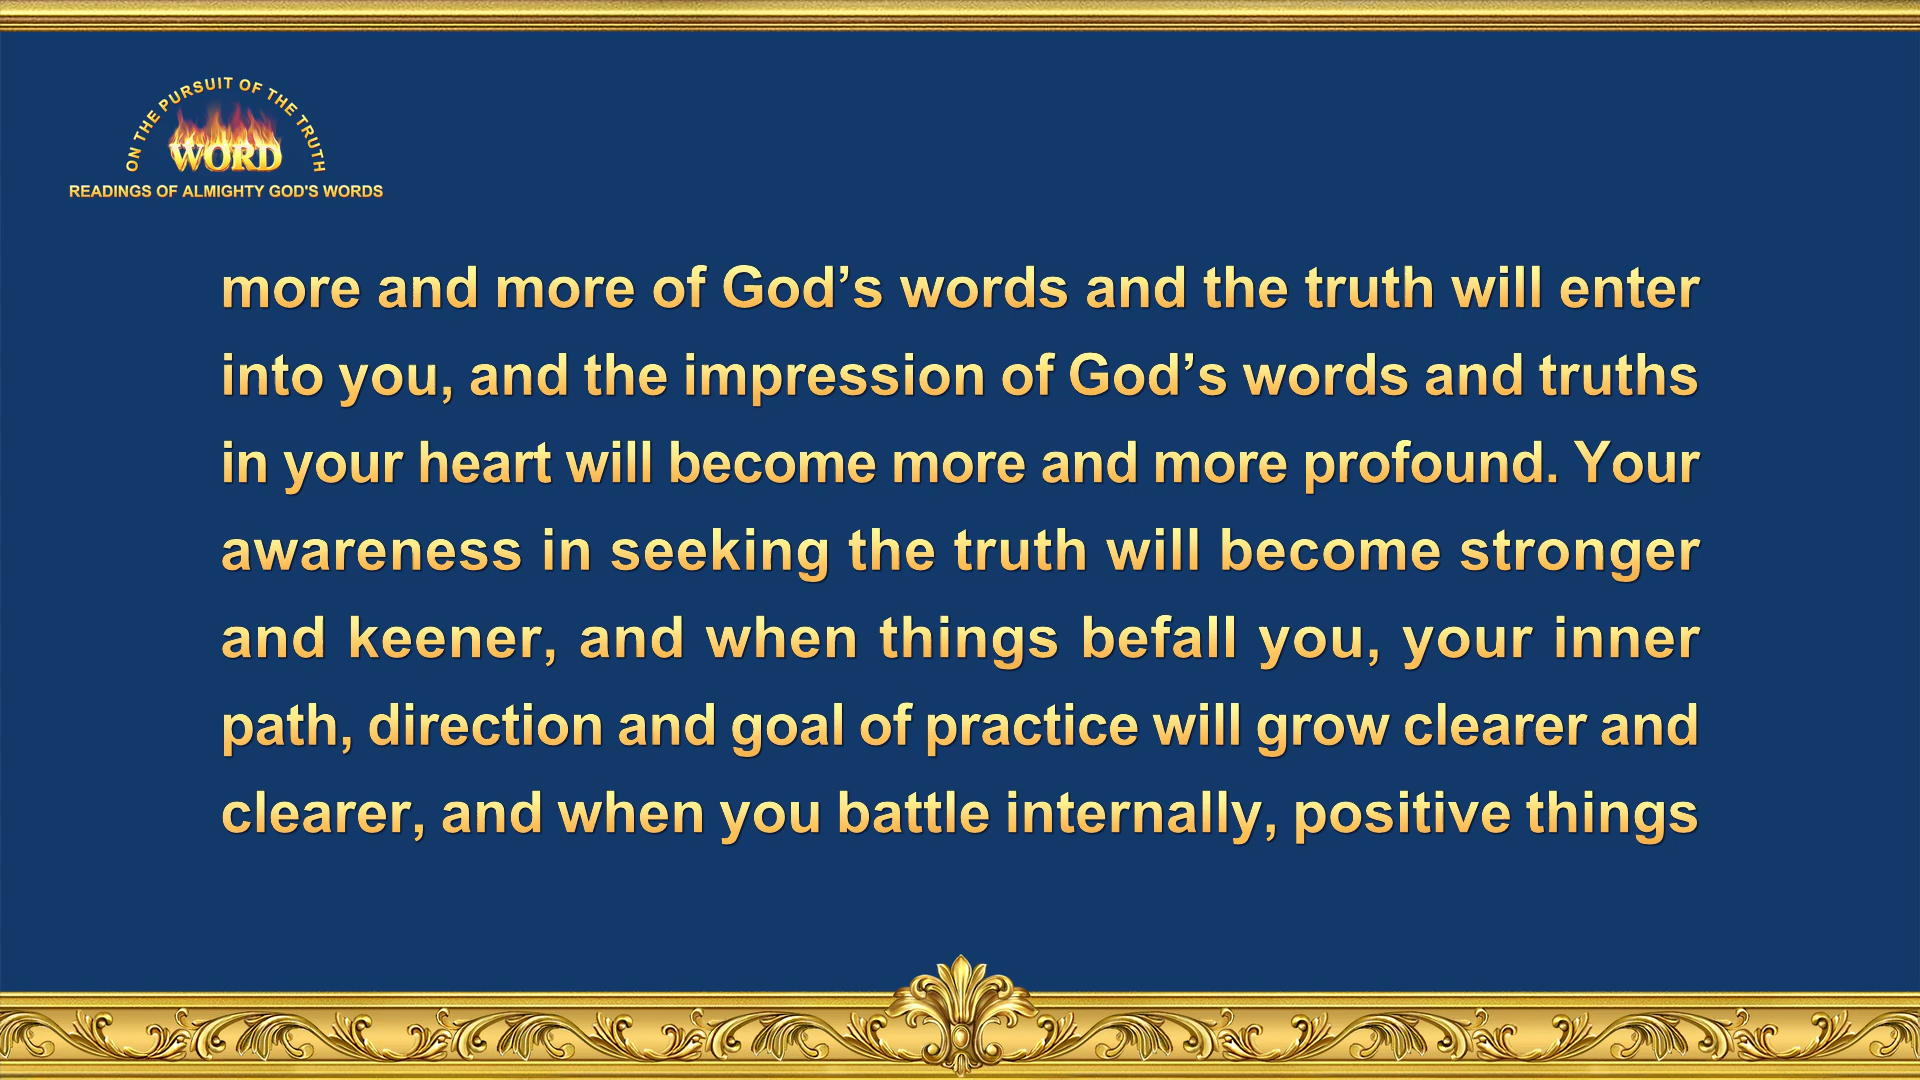 ON THE PURSUIT OF THE TRUTH
WORD
READINGS OF ALMIGHTY GOD'S WORDS
more and more of God’s words and the truth will enter
into you, and the impression of God’s words and truths
in your heart will become more and more profound. Your
awareness in seeking the truth will become stronger
and keener, and when things befall you, your inner
path, direction and goal of practice will grow clearer and
clearer, and when you battle internally, positive things